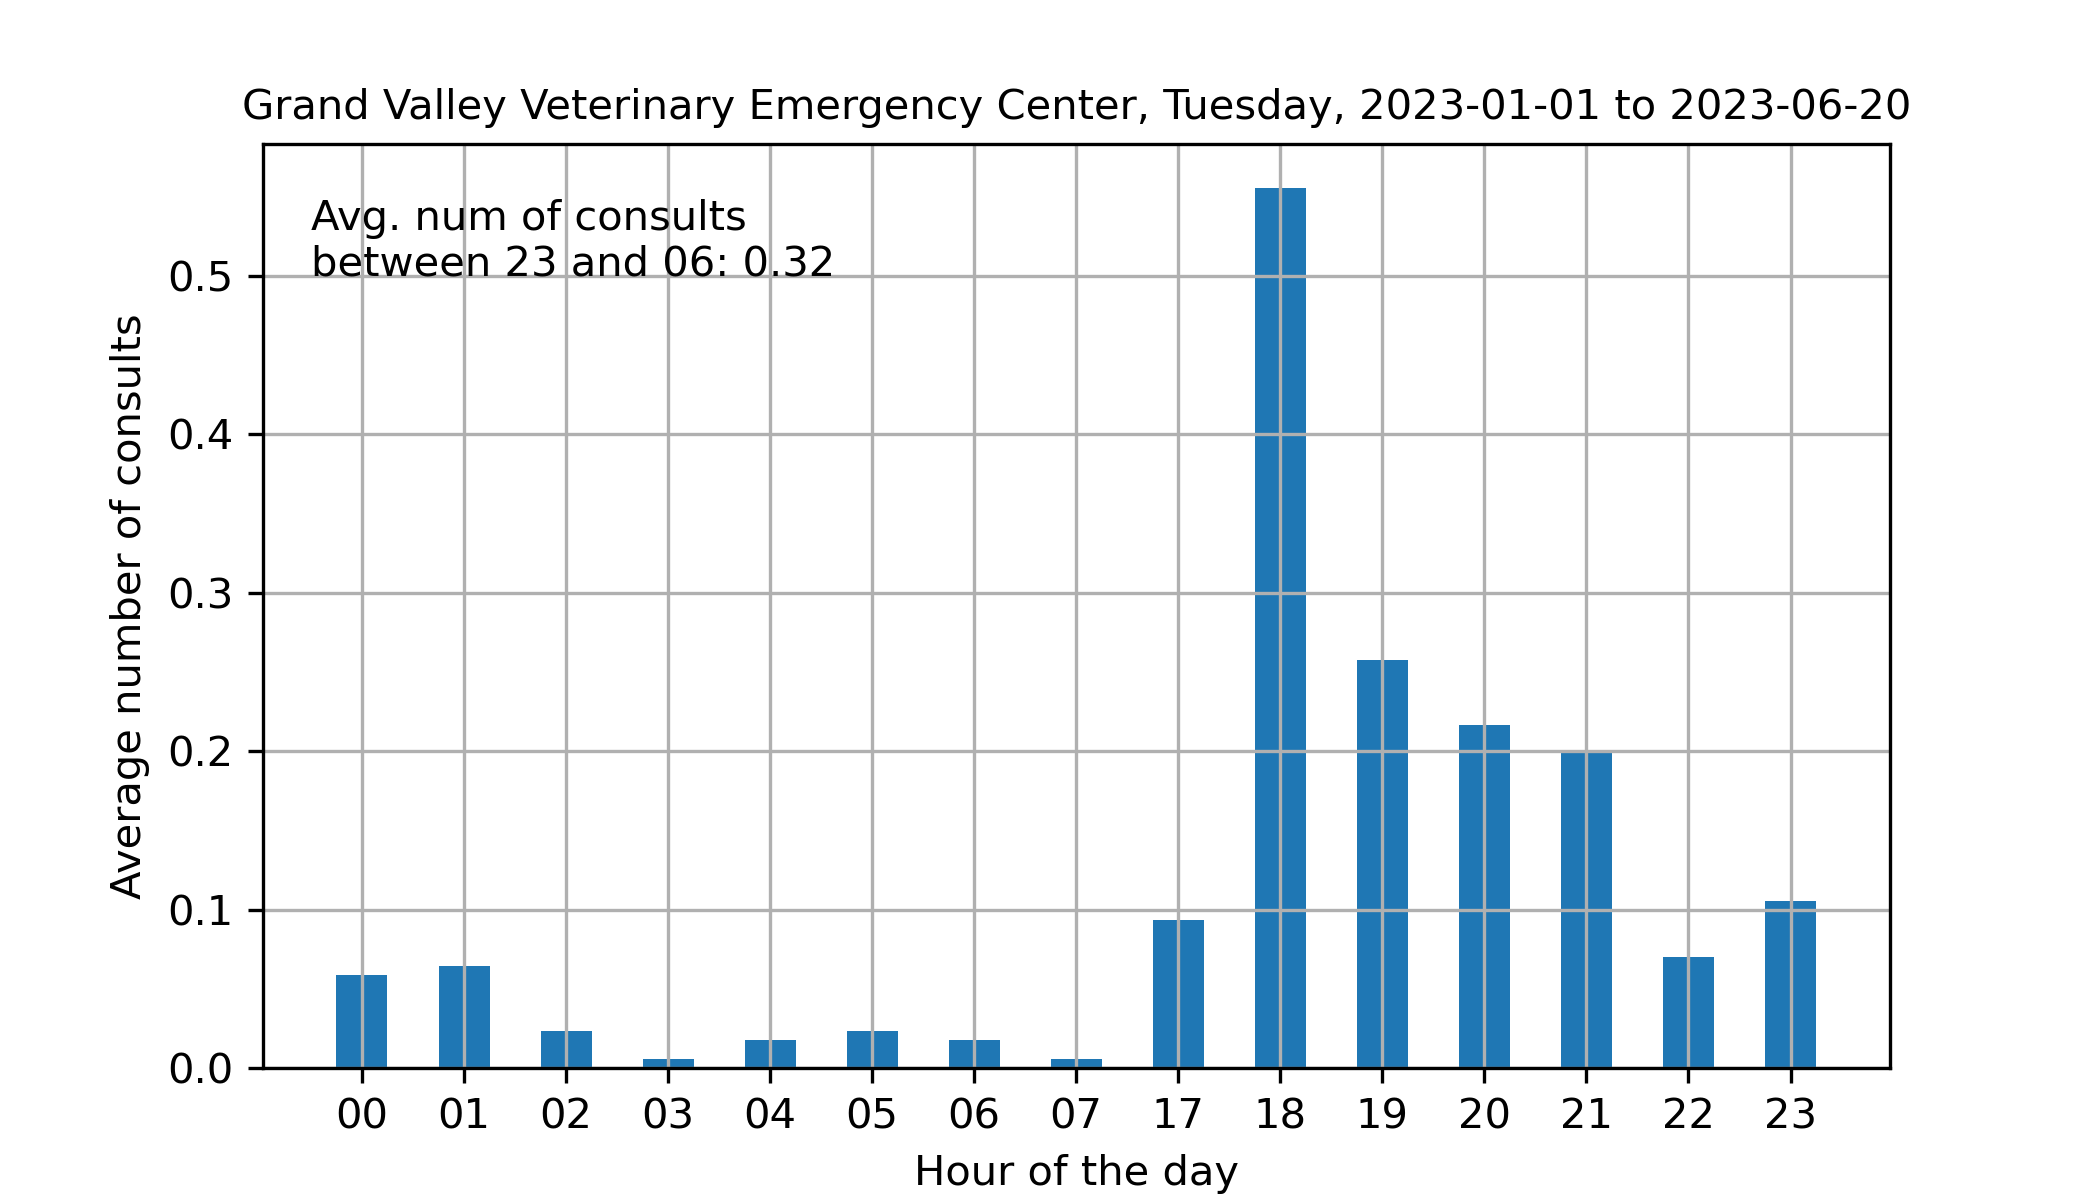 Grand Valley Veterinary Emergency Center, Tuesday, 2023-01-01 to 2023-06-20
Avg. num of consults
between 23 and 06: 0.32
Average number of consults
0.5
0.4
0.3
0.2
0.1
0.0
00 01 02 03 04 05 06 07 17 18 19 20 21 22 23
Hour of the day